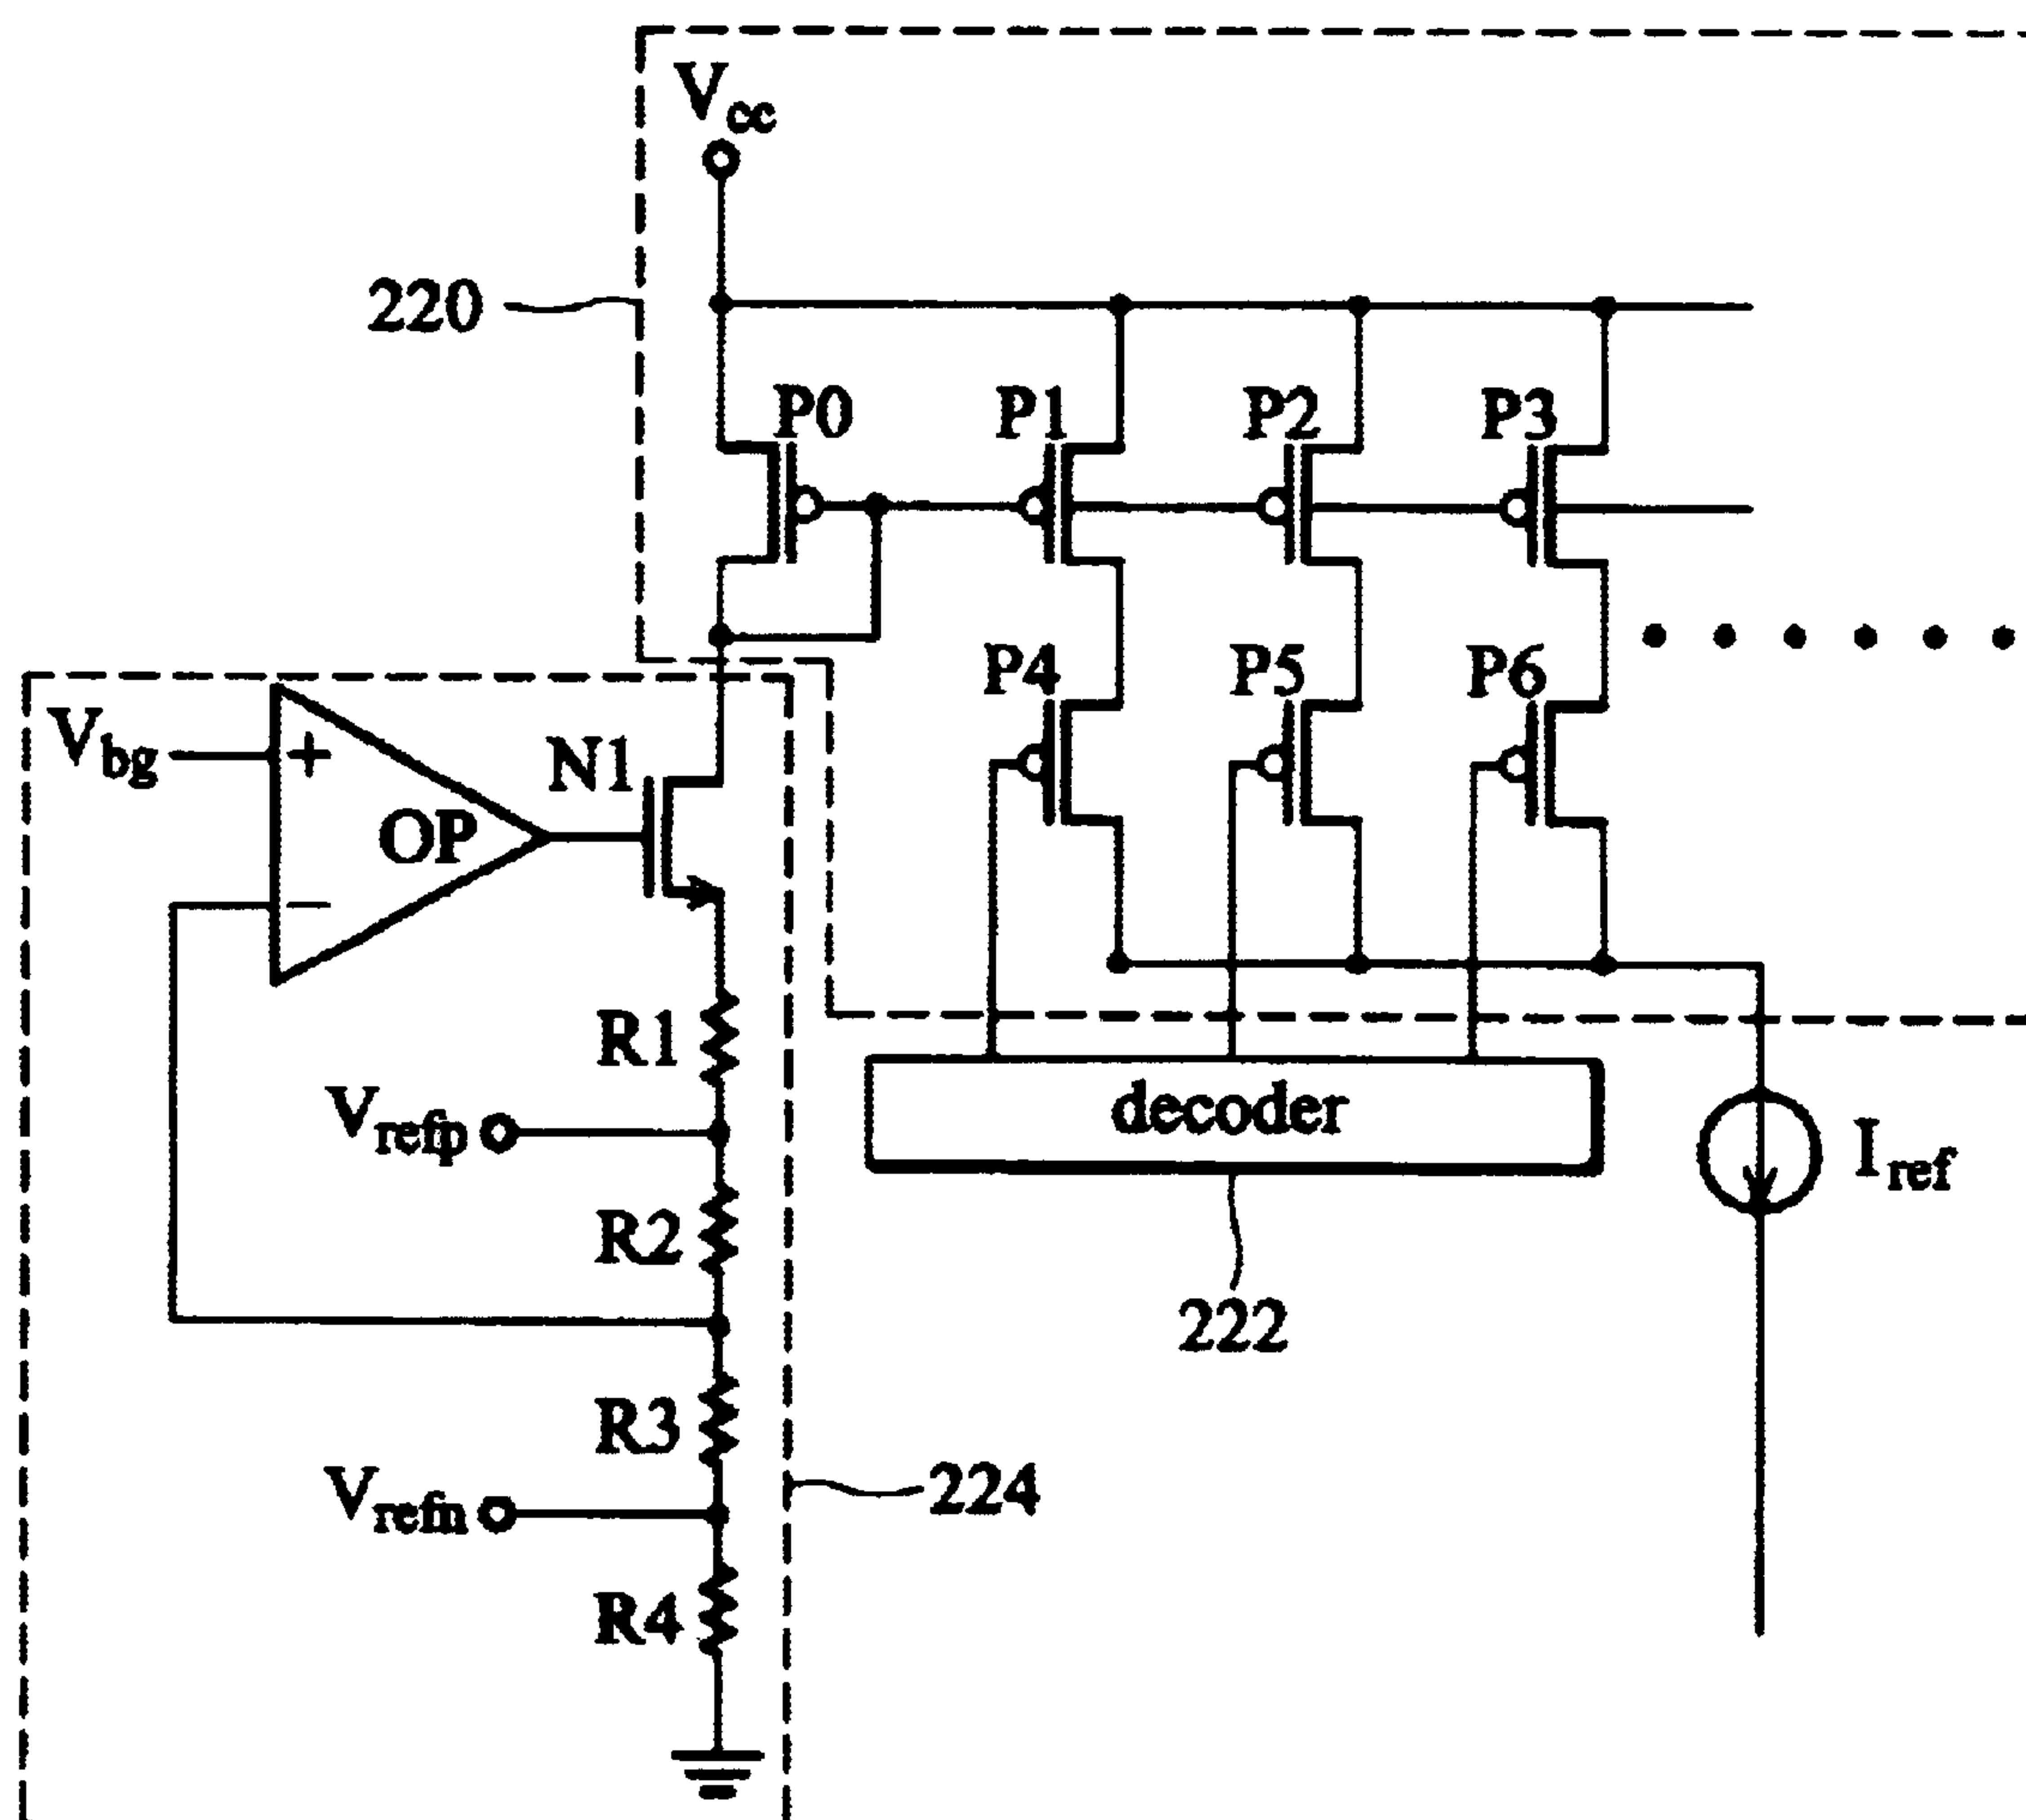 Vcc
220
P0 P1 P2 P3
P4 P5 P6
Vbg
+
OP
−
N1
R1
Vrefp
decoder
Iref
R2
222
R3
Vrefn
224
R4